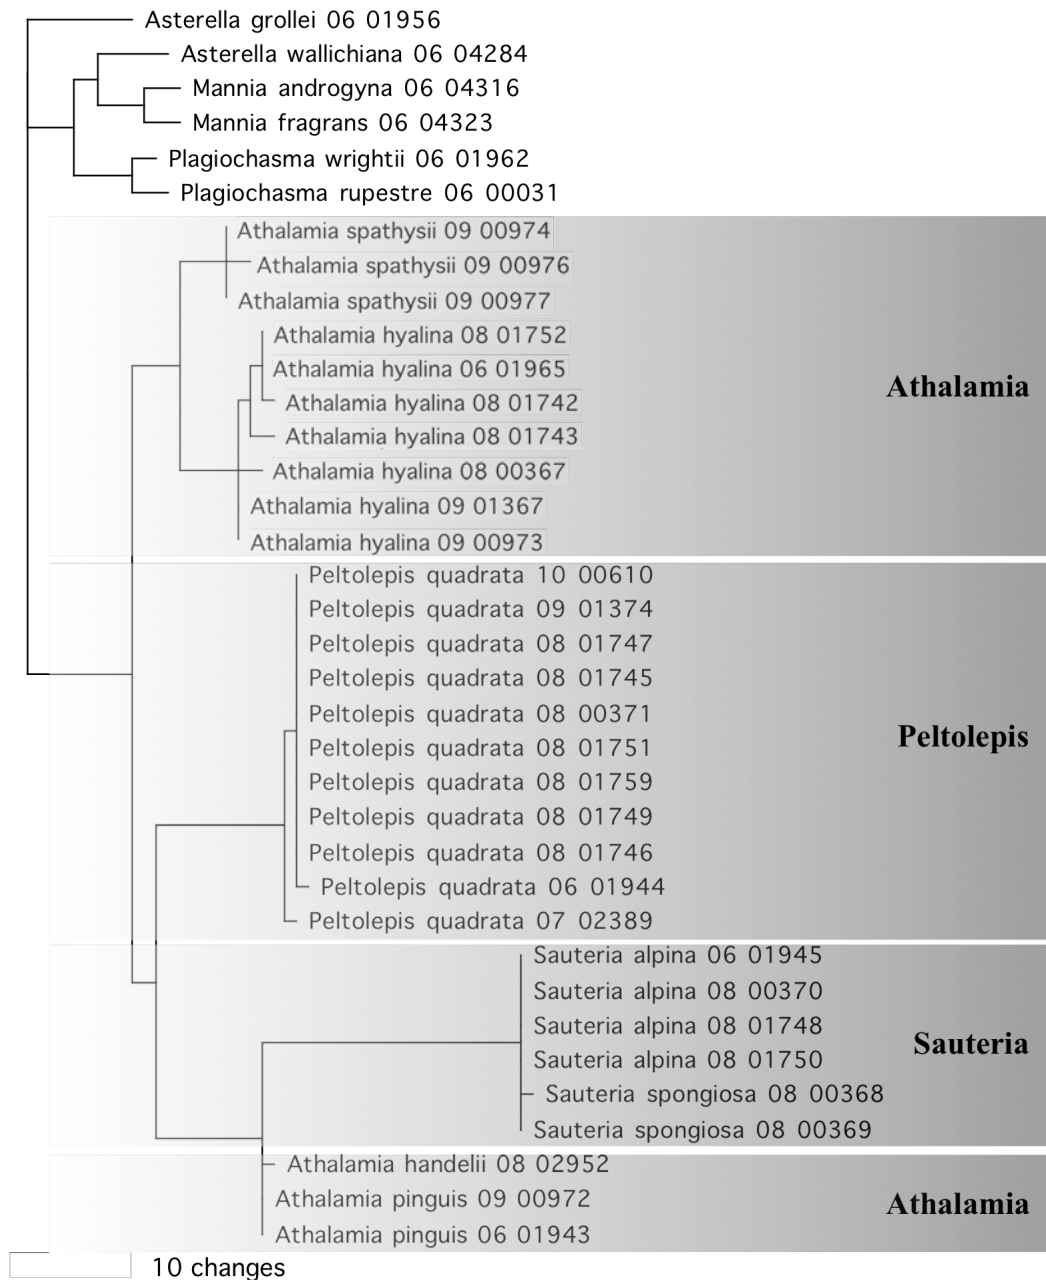 Asterella grollei 06 01956
Asterella wallichiana 06 04284
Mannia androgyna 06 04316
Mannia fragrans 06 04323
Plagiochasma wrightii 06 01962
Plagiochasma rupestre 06 00031
Athalamia spathysii 09 00974
Athalamia spathysii 09 00976
Athalamia spathysii 09 00977
Athalamia hyalina 08 01752
Athalamia hyalina 06 01965
Athalamia
Athalamia hyalina 08 01742
Athalamia hyalina 08 01743
Athalamia hyalina 08 00367
Athalamia hyalina 09 01367
Athalamia hyalina 09 00973
Peltolepis quadrata 10 00610
Peltolepis quadrata 09 01374
Peltolepis quadrata 08 01747
Peltolepis quadrata 08 01745
Peltolepis quadrata 08 00371
Peltolepis
Peltolepis quadrata 08 01751
Peltolepis quadrata 08 01759
Peltolepis quadrata 08 01749
Peltolepis quadrata 08 01746
Peltolepis quadrata 06 01944
Peltolepis quadrata 07 02389
Sauteria alpina 06 01945
Sauteria alpina 08 00370
Sauteria alpina 08 01748
Sauteria
Sauteria alpina 08 01750
Sauteria spongiosa 08 00368
Sauteria spongiosa 08 00369
Athalamia handelii 08 02952
Athalamia pinguis 09 00972
Athalamia
Athalamia pinguis 06 01943
10 changes